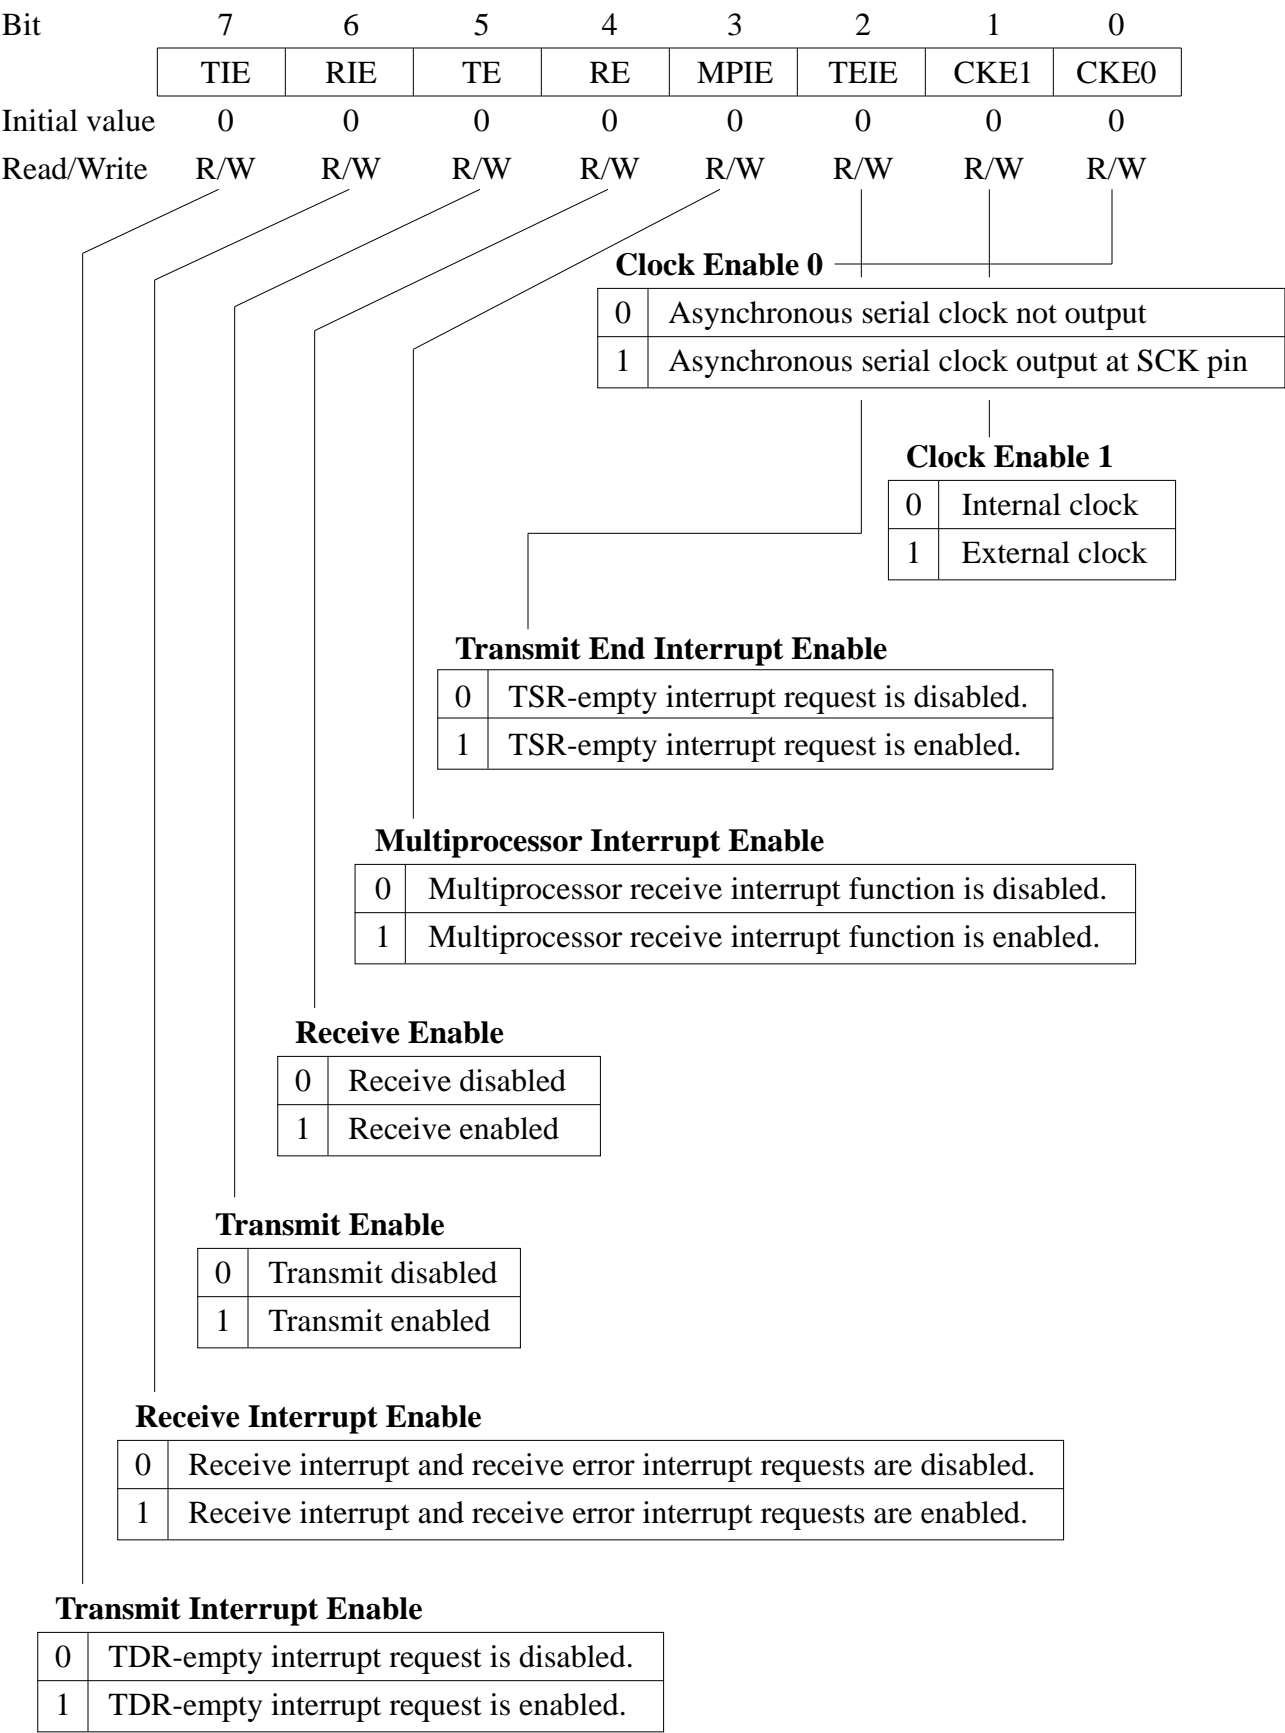 Bit 7 6 5 4 3 2 1 0
TIE RIE TE RE MPIE TEIE CKE1 CKE0
Initial value 0 0 0 0 0 0 0 0
Read/Write R/W R/W R/W R/W R/W R/W R/W R/W
Clock Enable 0
0 Asynchronous serial clock not output
1 Asynchronous serial clock output at SCK pin
Clock Enable 1
0 Internal clock
1 External clock
Transmit End Interrupt Enable
0 TSR-empty interrupt request is disabled.
1 TSR-empty interrupt request is enabled.
Multiprocessor Interrupt Enable
0 Multiprocessor receive interrupt function is disabled.
1 Multiprocessor receive interrupt function is enabled.
Receive Enable
0 Receive disabled
1 Receive enabled
Transmit Enable
0 Transmit disabled
1 Transmit enabled
Receive Interrupt Enable
0 Receive interrupt and receive error interrupt requests are disabled.
1 Receive interrupt and receive error interrupt requests are enabled.
Transmit Interrupt Enable
0 TDR-empty interrupt request is disabled.
1 TDR-empty interrupt request is enabled.